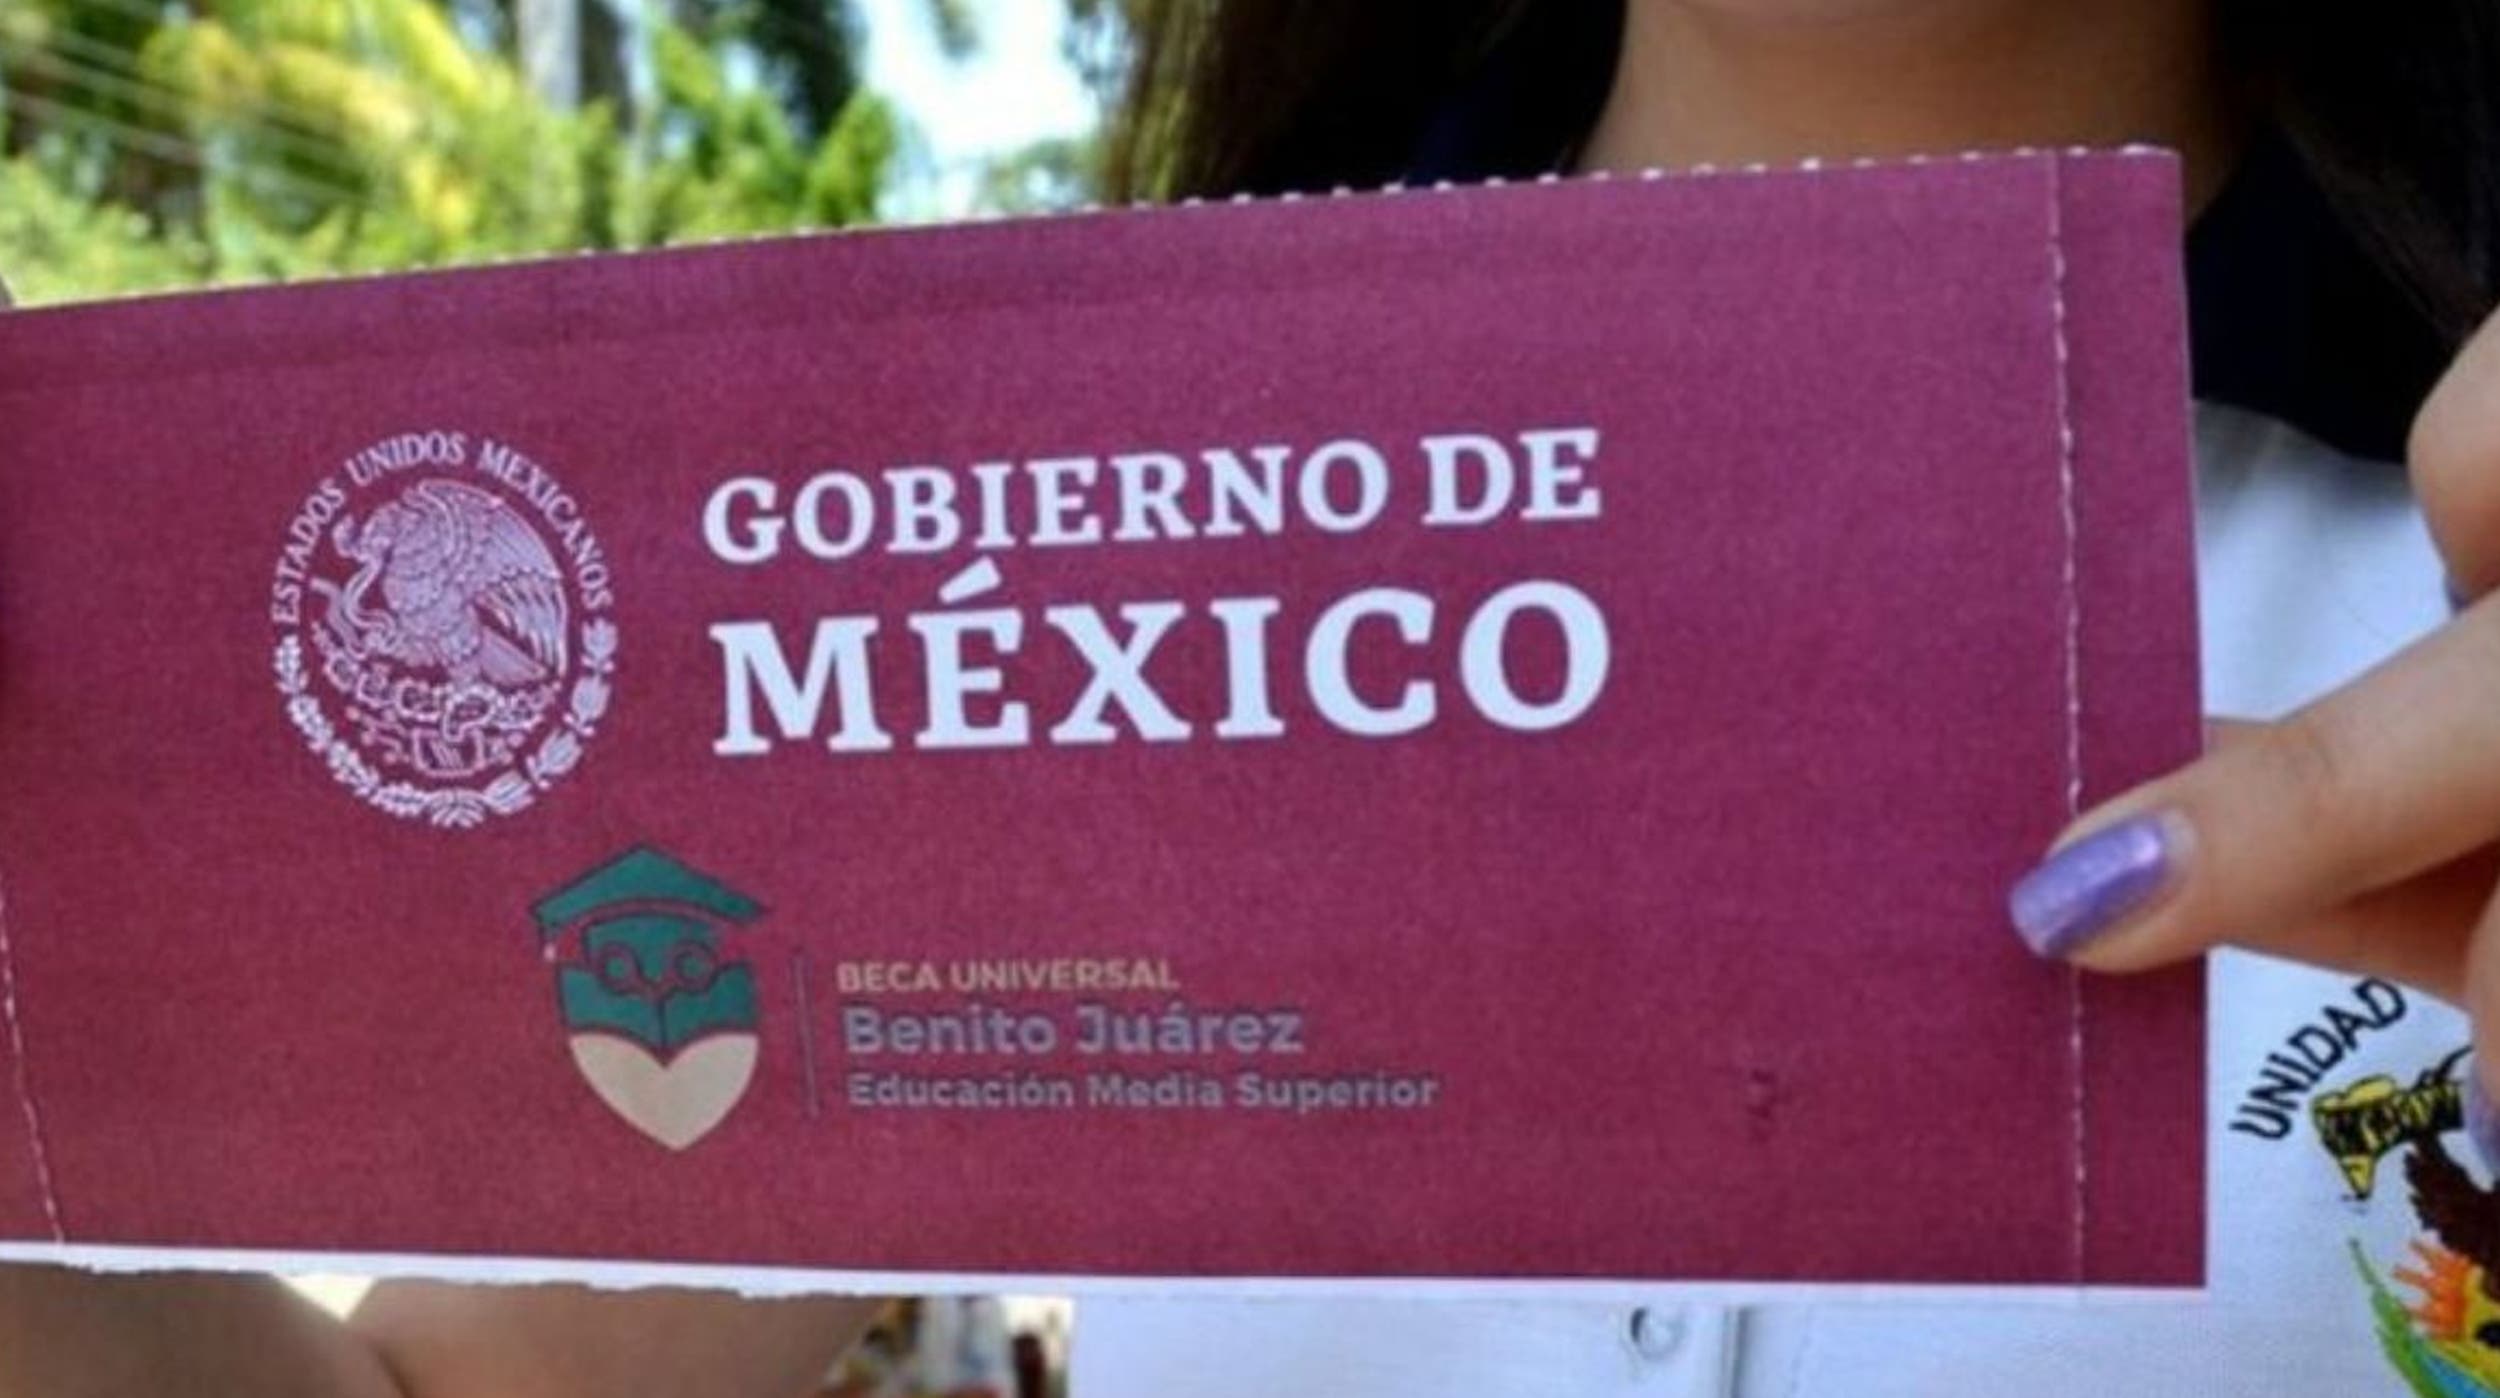 ESTADOS UNIDOS MEXICANOS
GOBIERNO DE
MÉXICO
BECA UNIVERSAL
Benito Juárez
Educación Media Superior
UNIDAD